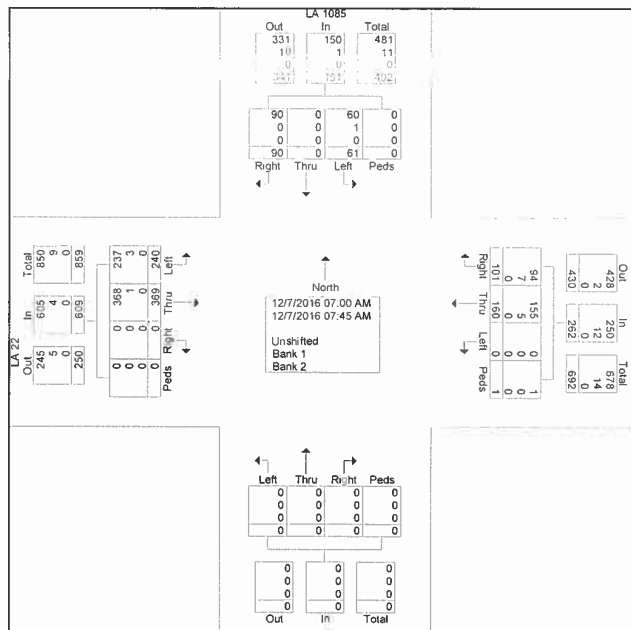 LA 1085
Out In Total
331 150 481
10 1 11
0 0 0
341 151 492
90 0 60 0
0 0 1 0
0 0 0 0
90 0 61 0
Right Thru Left Peds
Total In Out
850 605 245
9 4 5
0 0 0
859 609 250
LA 22
237 3 0 240 Left
368 1 0 369 Thru
0 0 0 0 Right
0 0 0 0 Peds
North
12/7/2016 07:00 AM
12/7/2016 07:45 AM
Unshifted
Bank 1
Bank 2
Right Thru Left Peds
94 155 0 1
7 5 0 0
0 0 0 0
101 160 0 1
Out In Total
428 250 678
2 12 14
0 0 0
430 262 692
Left Thru Right Peds
0 0 0 0
0 0 0 0
0 0 0 0
0 0 0 0
0 0 0
0 0 0
0 0 0
0 0 0
Out In Total